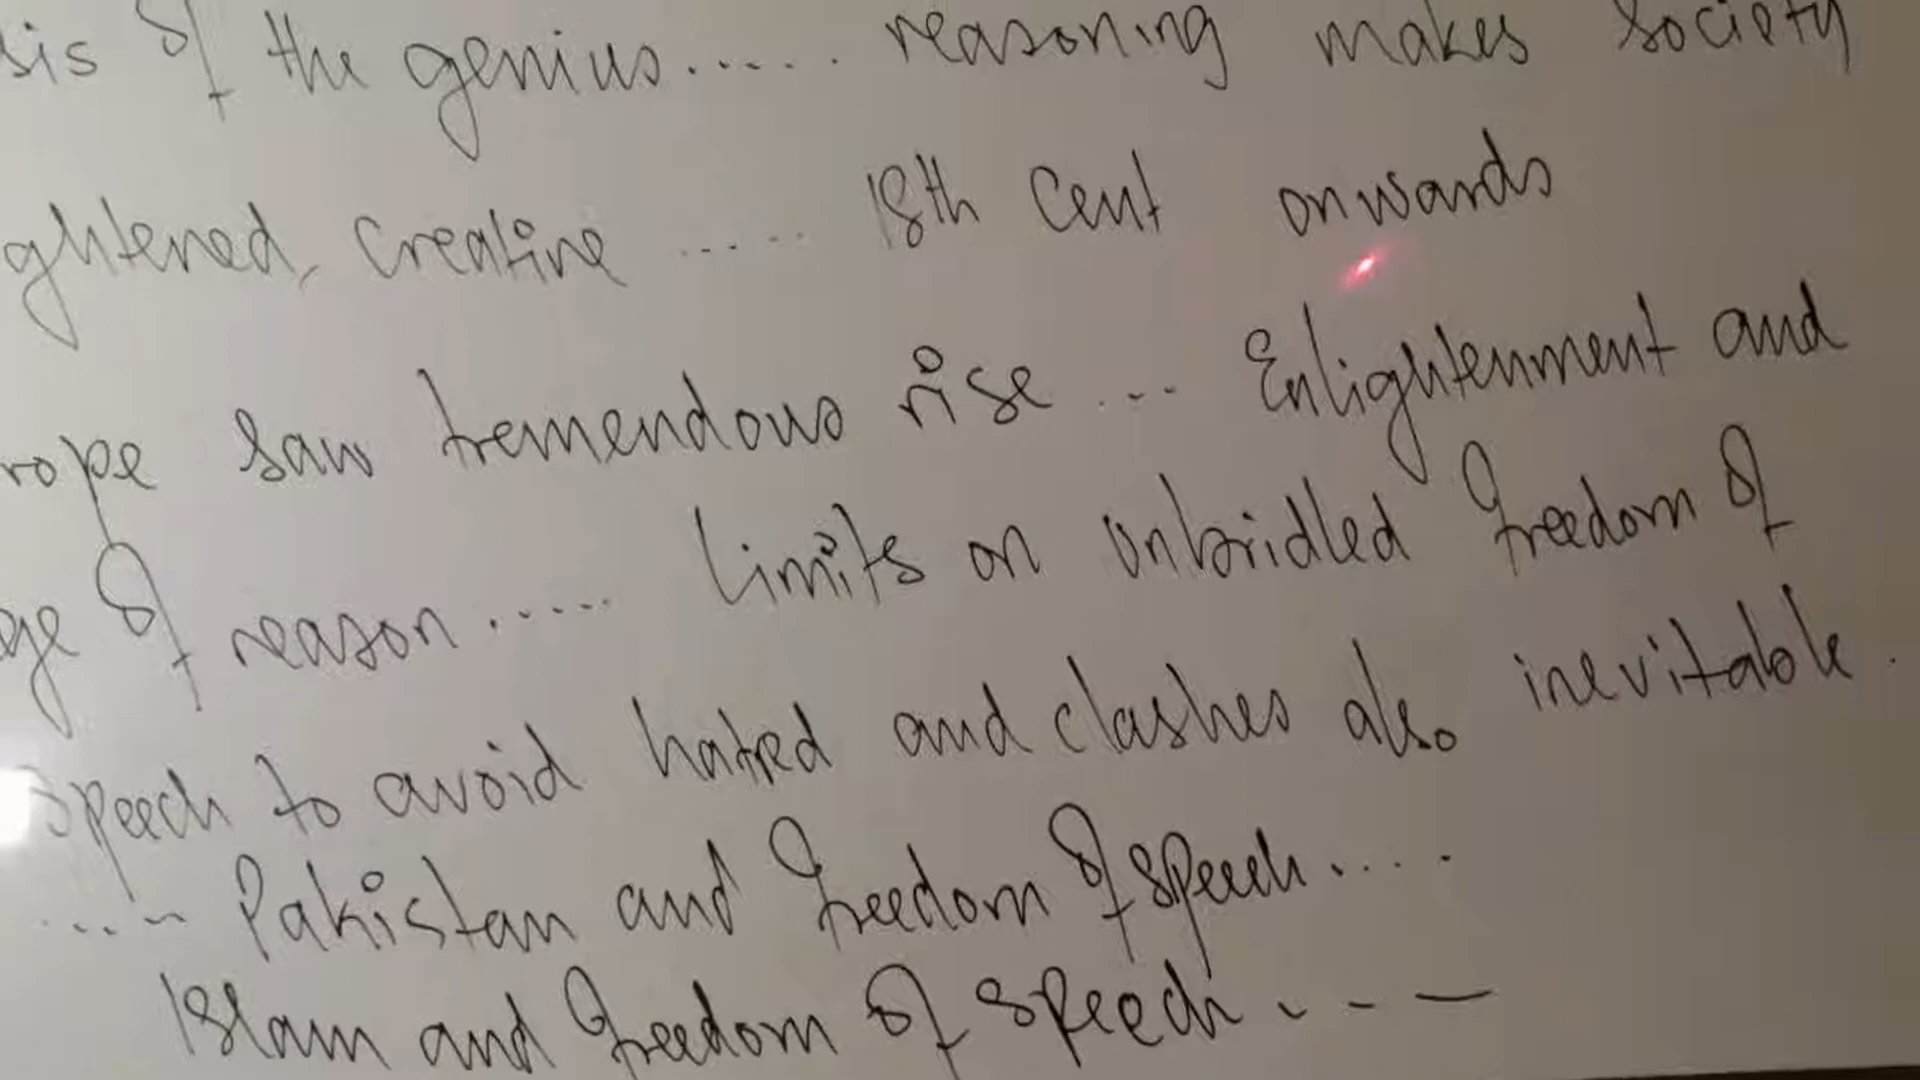 sis of the genius..... reasoning makes society
ghtened, creative ..... 18th Cent onwards
rope saw tremendous rise ... Enlightenment and
age of reason ..... limits on unbridled freedom of
speech to avoid hatred and clashes also inevitable.
..... Pakistan and freedom of speech ....
Islam and freedom of speech . - -